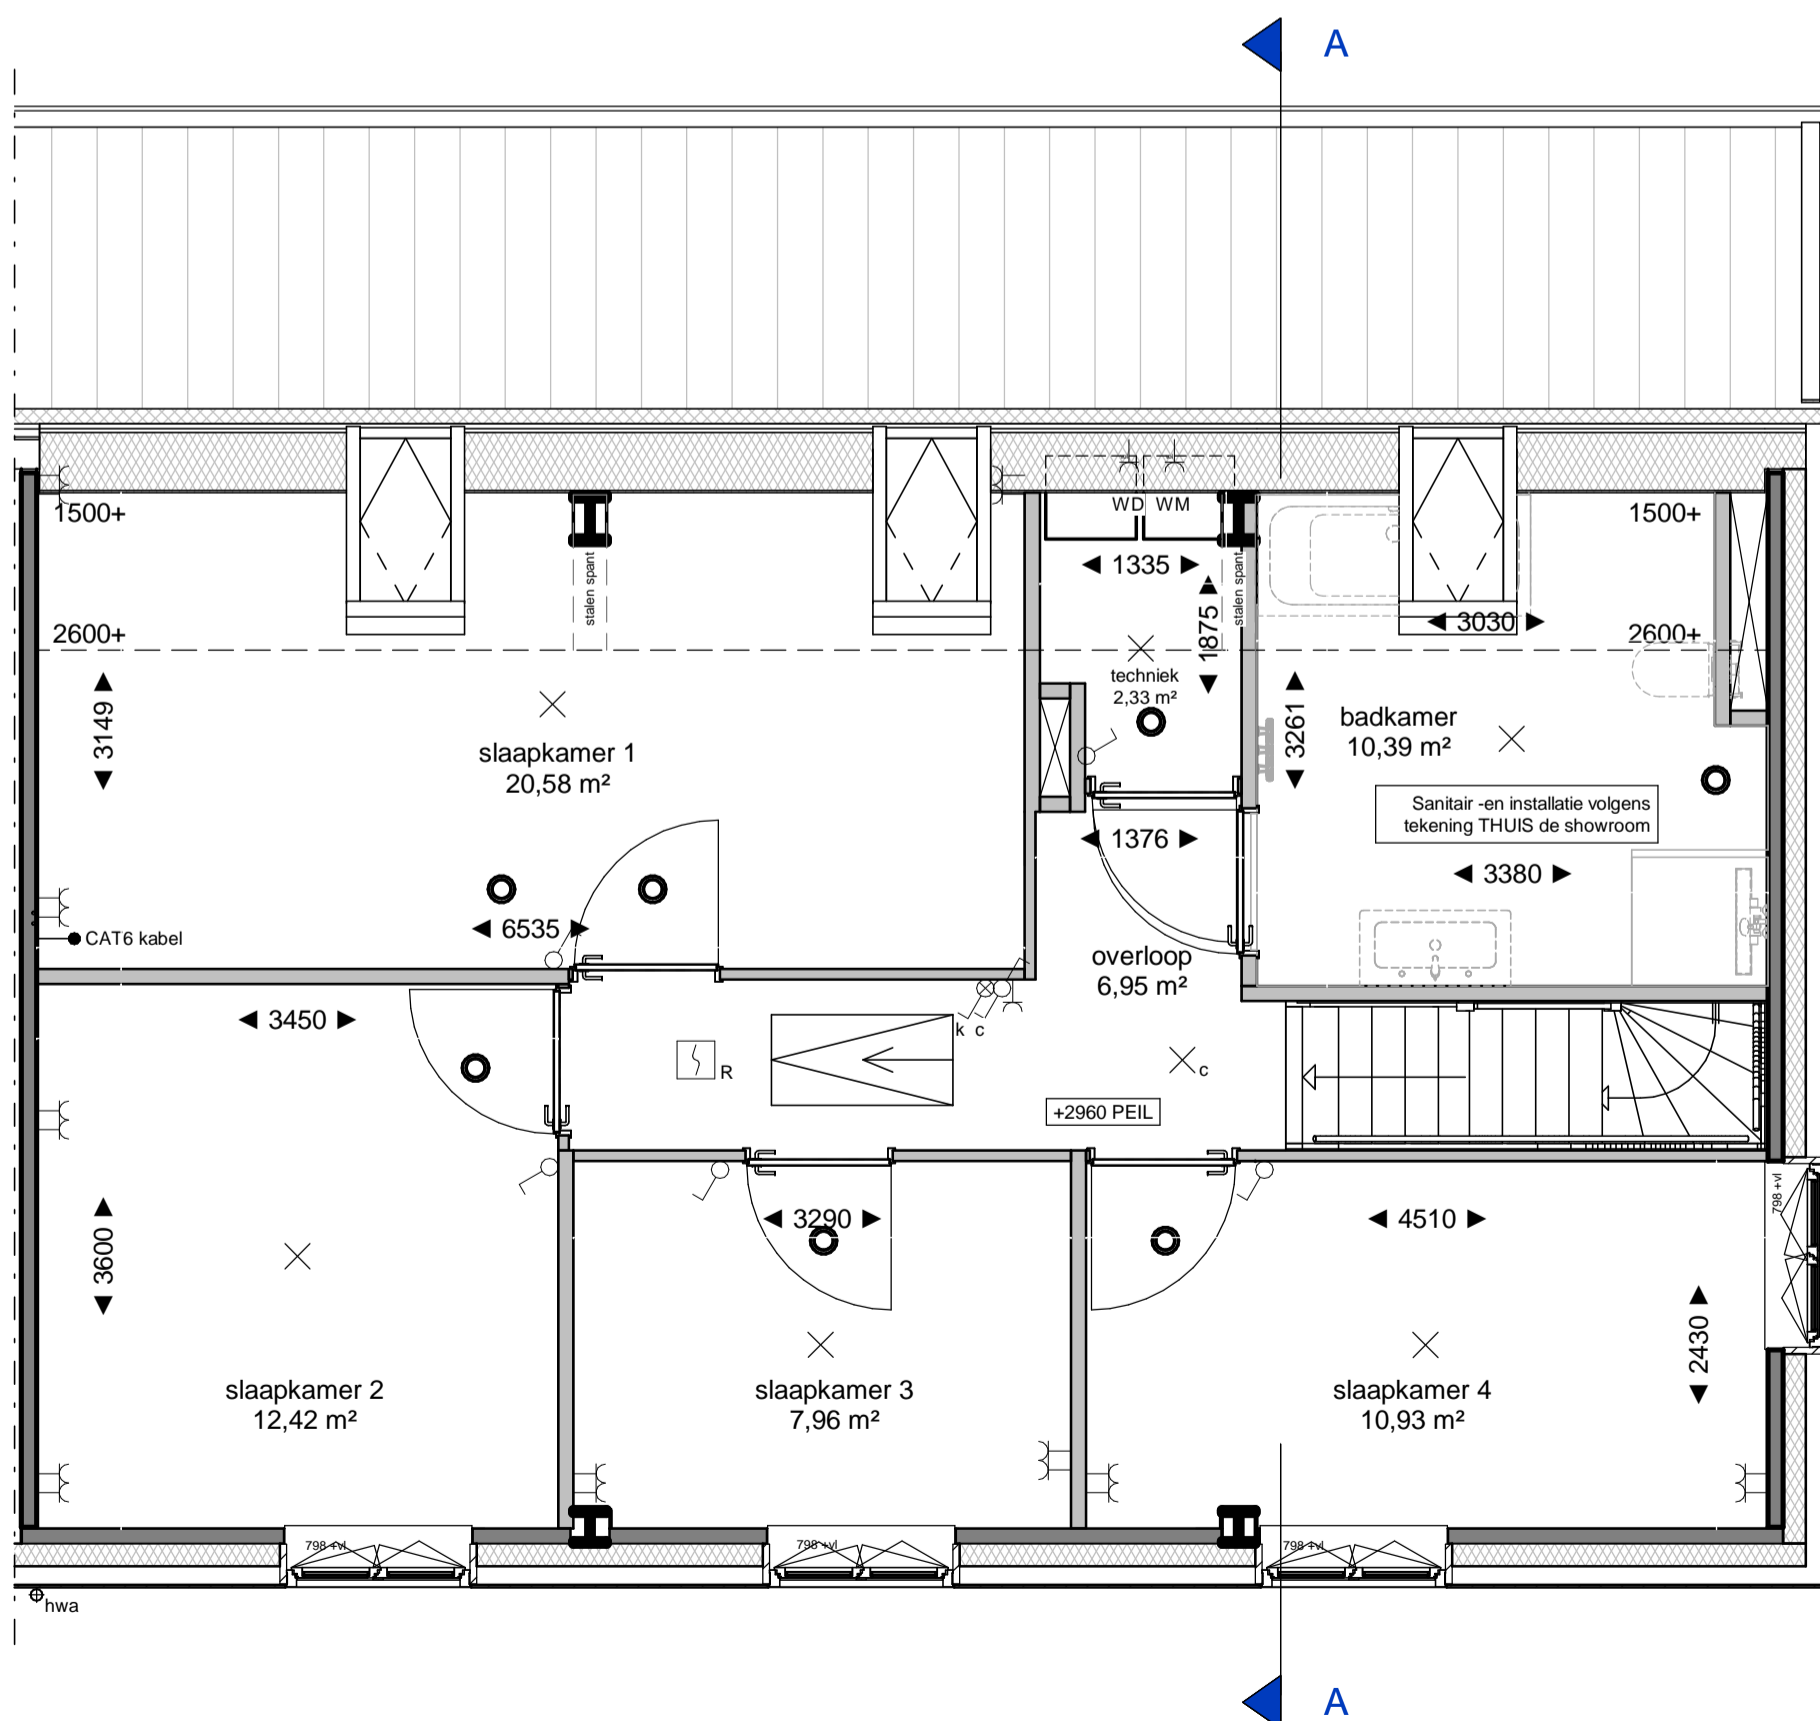 A
WD WM
1500+
1500+
1335
stalen spant
stalen spant
1875
3030
2600+
2600+
techniek
2,33 m²
3149
3261
badkamer
10,39 m²
slaapkamer 1
20,58 m²
Sanitair -en installatie volgens
tekening THUIS de showroom
1376
3380
6535
CAT6 kabel
overloop
6,95 m²
3450
k c
R
c
+2960 PEIL
798 +vl
3290
4510
3600
2430
slaapkamer 2
12,42 m²
slaapkamer 3
7,96 m²
slaapkamer 4
10,93 m²
798 +vl
798 +vl
798 +vl
hwa
A